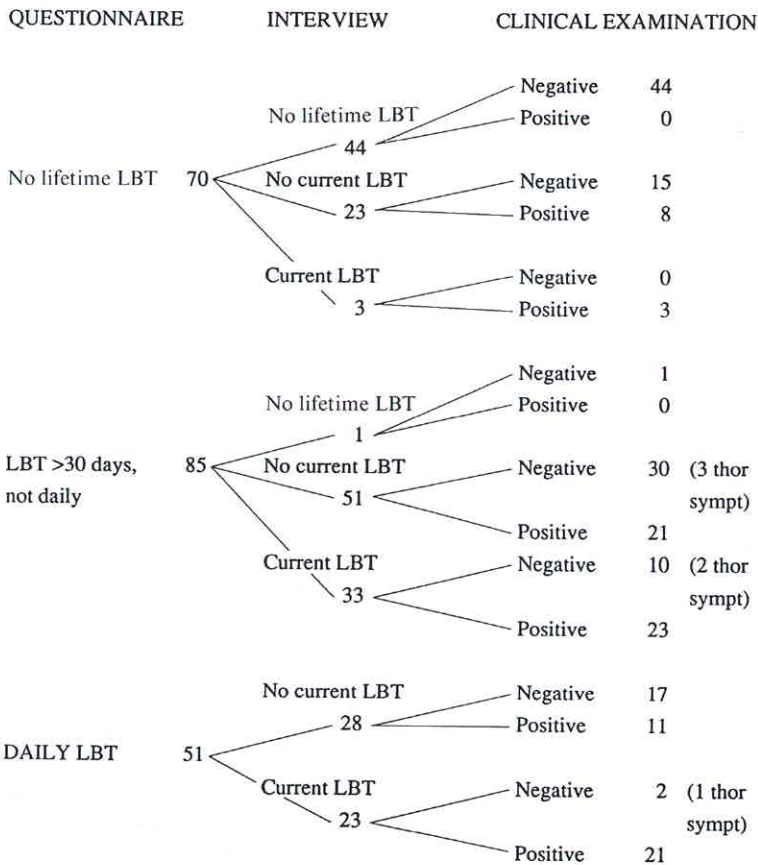 QUESTIONNAIRE INTERVIEW CLINICAL EXAMINATION
Negative 44
No lifetime LBT
Positive 0
44
No lifetime LBT 70 No current LBT Negative 15
23 Positive 8
Current LBT Negative 0
3 Positive 3
Negative 1
No lifetime LBT
Positive 0
1
LBT >30 days, 85 No current LBT Negative 30 (3 thor
not daily 51 sympt)
Positive 21
Current LBT Negative 10 (2 thor
33 sympt)
Positive 23
No current LBT Negative 17
28 Positive 11
DAILY LBT 51
Current LBT Negative 2 (1 thor
23 sympt)
Positive 21